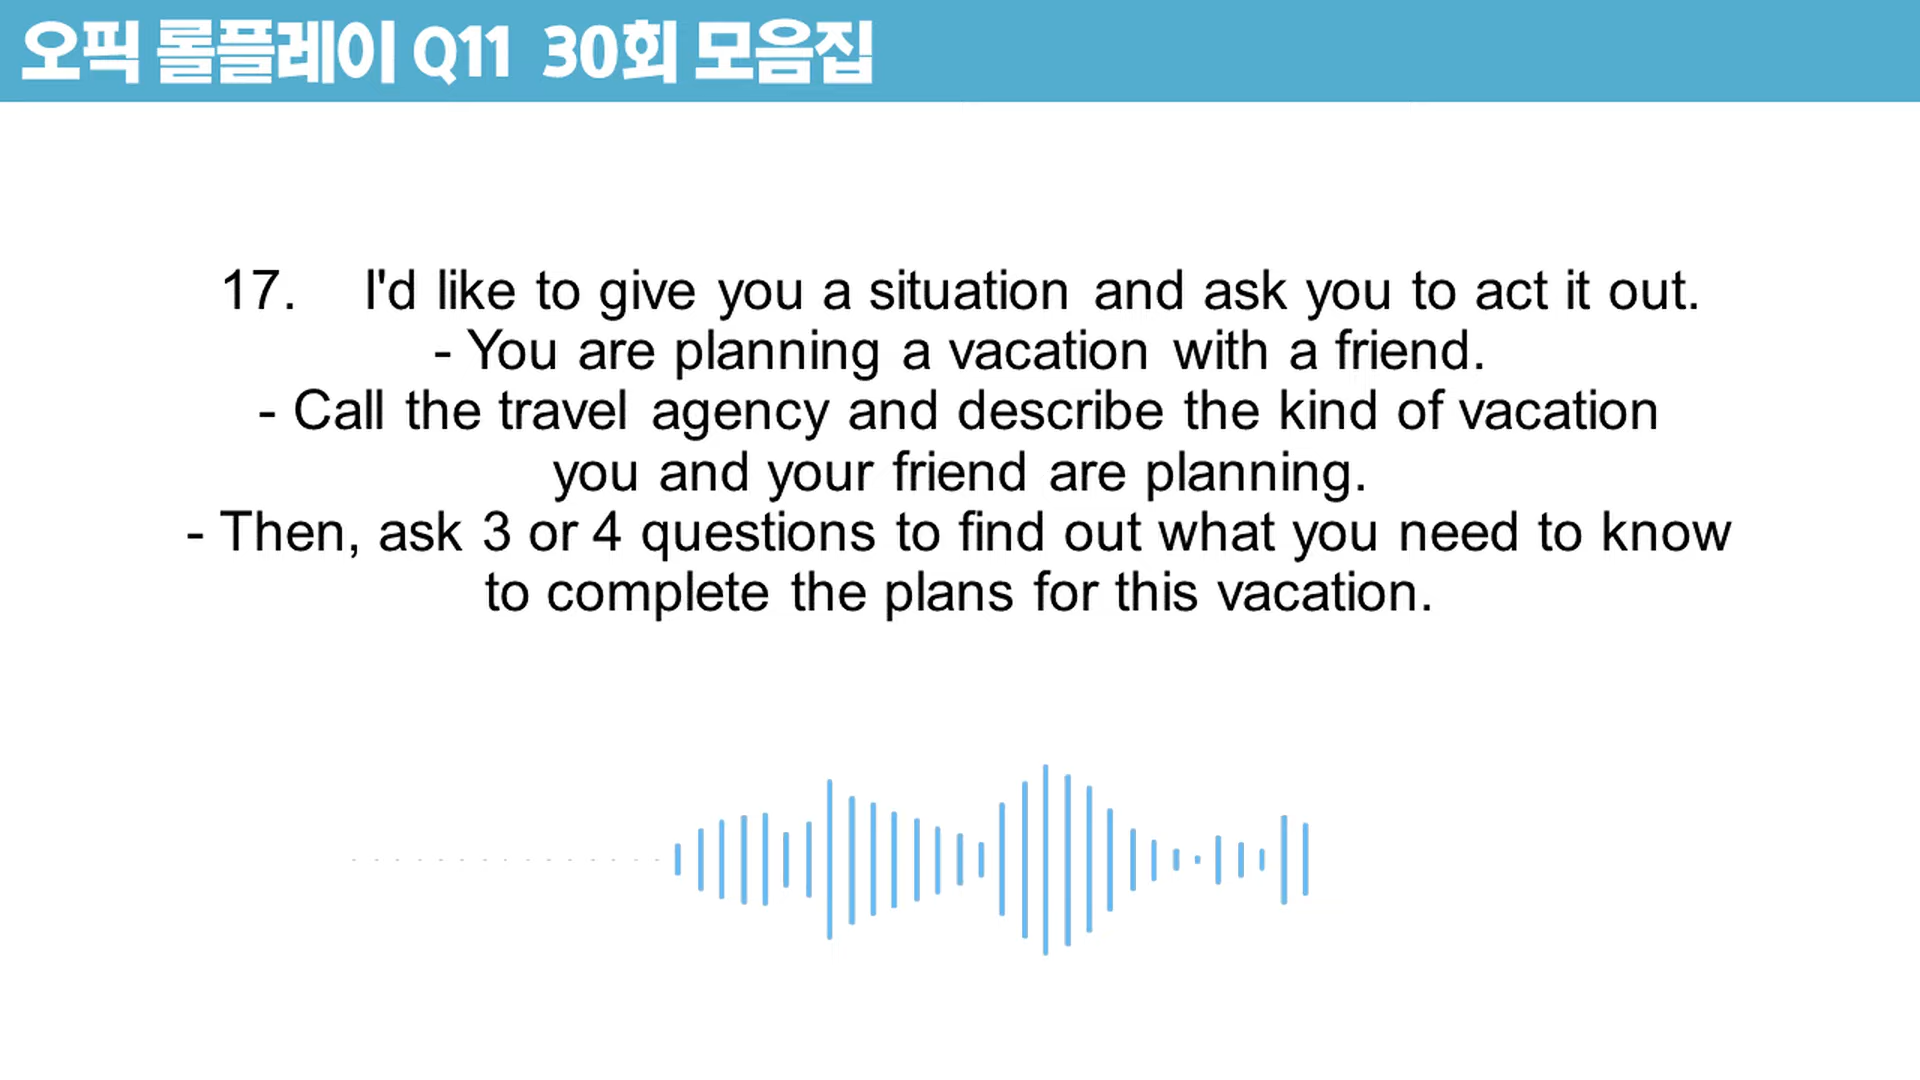 오픽 롤플레이 Q11 30회 모음집
17. I'd like to give you a situation and ask you to act it out.
- You are planning a vacation with a friend.
- Call the travel agency and describe the kind of vacation
you and your friend are planning.
- Then, ask 3 or 4 questions to find out what you need to know
to complete the plans for this vacation.